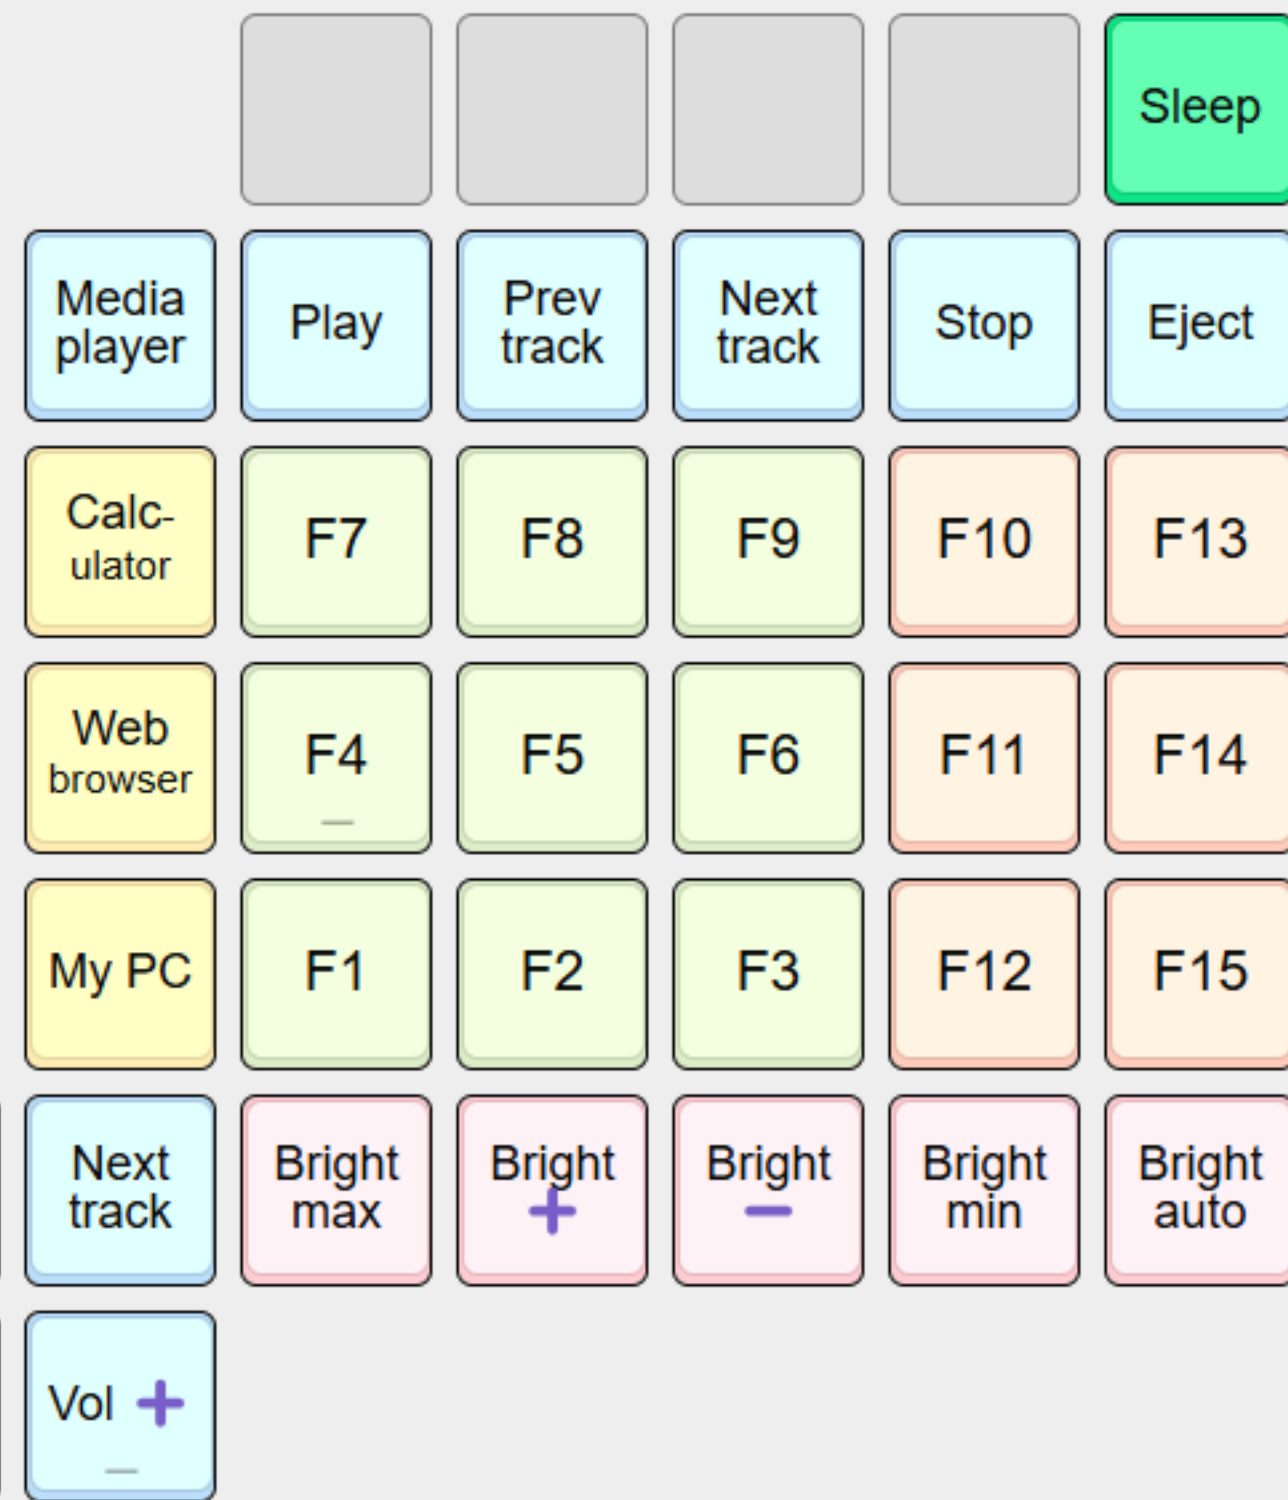 Sleep
Media
player
Play
Prev
track
Next
track
Stop
Eject
Calc-
ulator
F7
F8
F9
F10
F13
Web
browser
F4
F5
F6
F11
F14
My PC
F1
F2
F3
F12
F15
Next
track
Bright
max
Bright
+
Bright
−
Bright
min
Bright
auto
Vol +